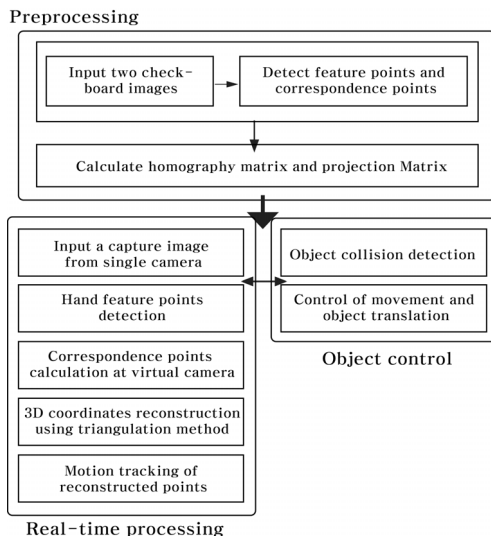 Preprocessing
Input two check-
board images
Detect feature points and
correspondence points
Calculate homography matrix and projection Matrix
Input a capture image
from single camera
Hand feature points
detection
Correspondence points
calculation at virtual camera
3D coordinates reconstruction
using triangulation method
Motion tracking of
reconstructed points
Real-time processing
Object collision detection
Control of movement and
object translation
Object control